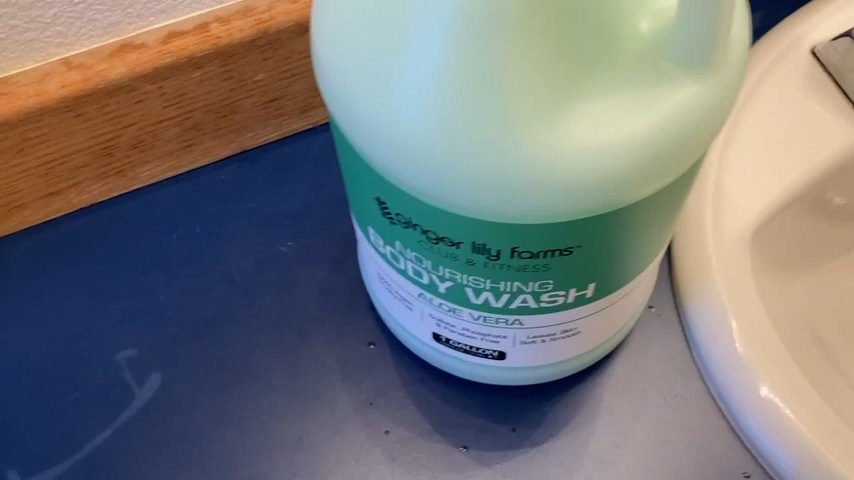 ginger lily farms
CLUB & FITNESS
NOURISHING
BODY WASH
ALOE VERA
Sulfate, Phosphate
& Paraben Free
Leaves Skin
Soft & Smooth
1 GALLON